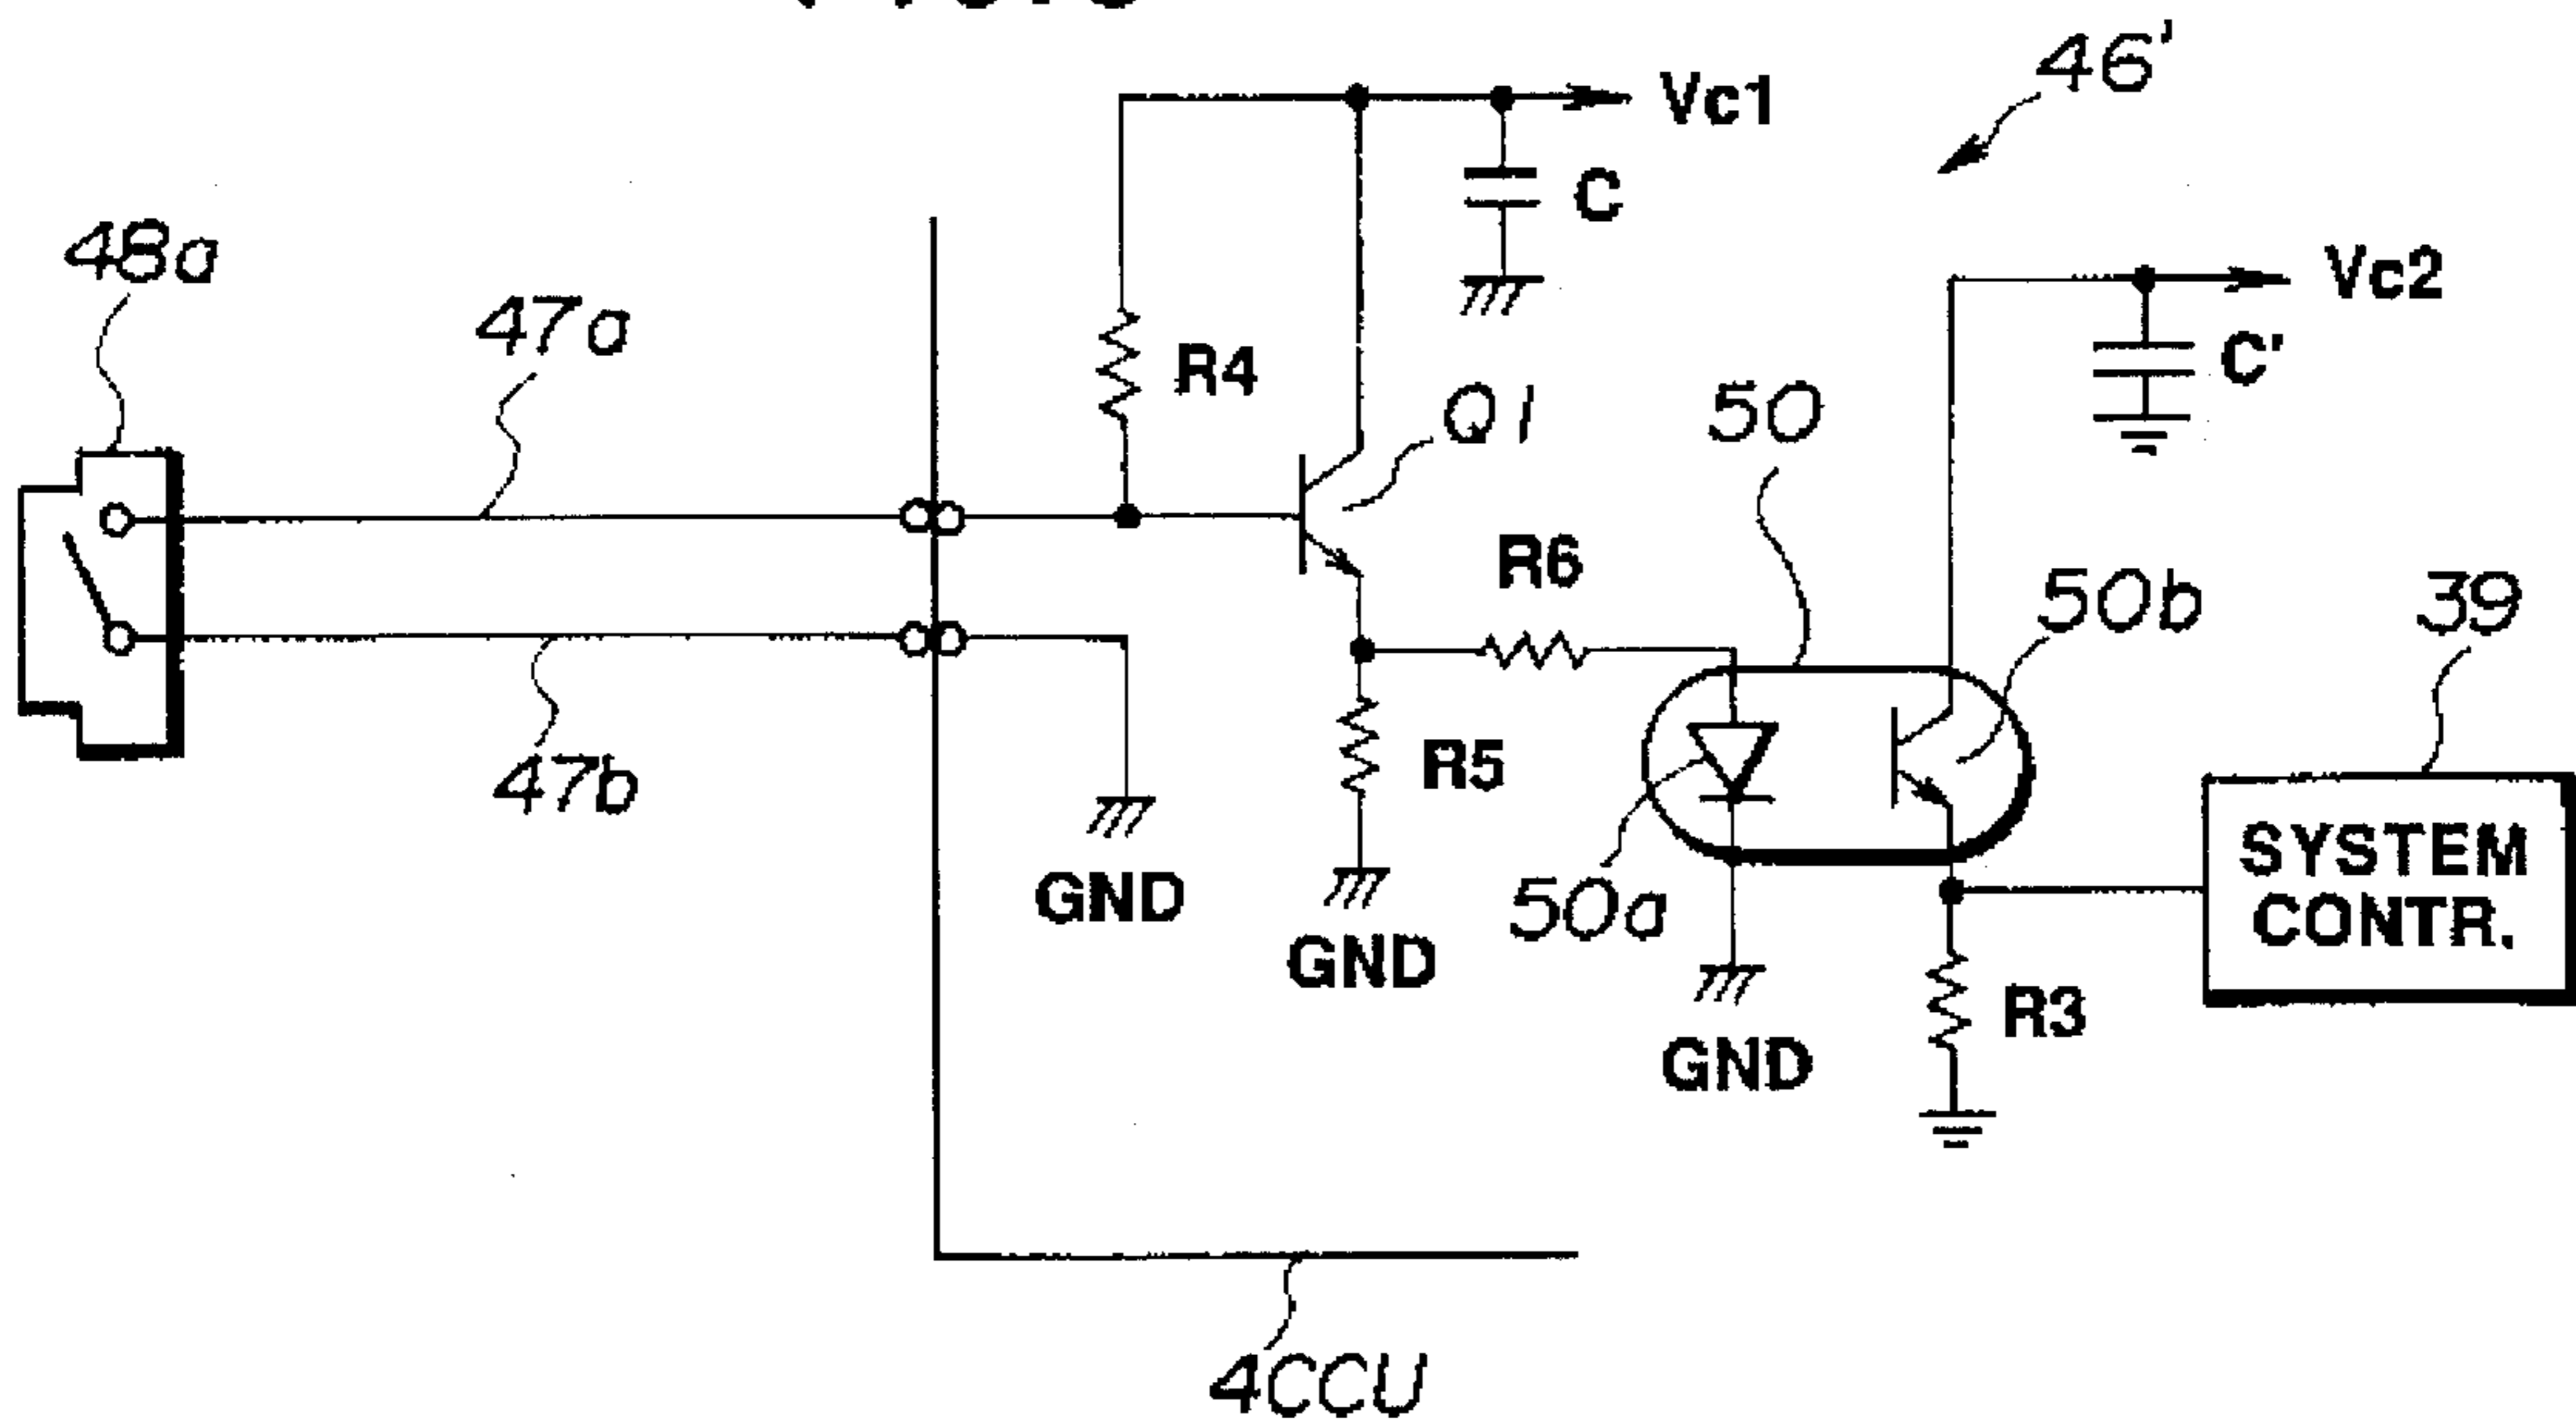 46'
Vc1
C
48a
Vc2
47a
C'
R4
Q1
50
R6
50b
39
47b
R5
SYSTEM
CONTR.
GND
50a
GND
R3
GND
4CCU